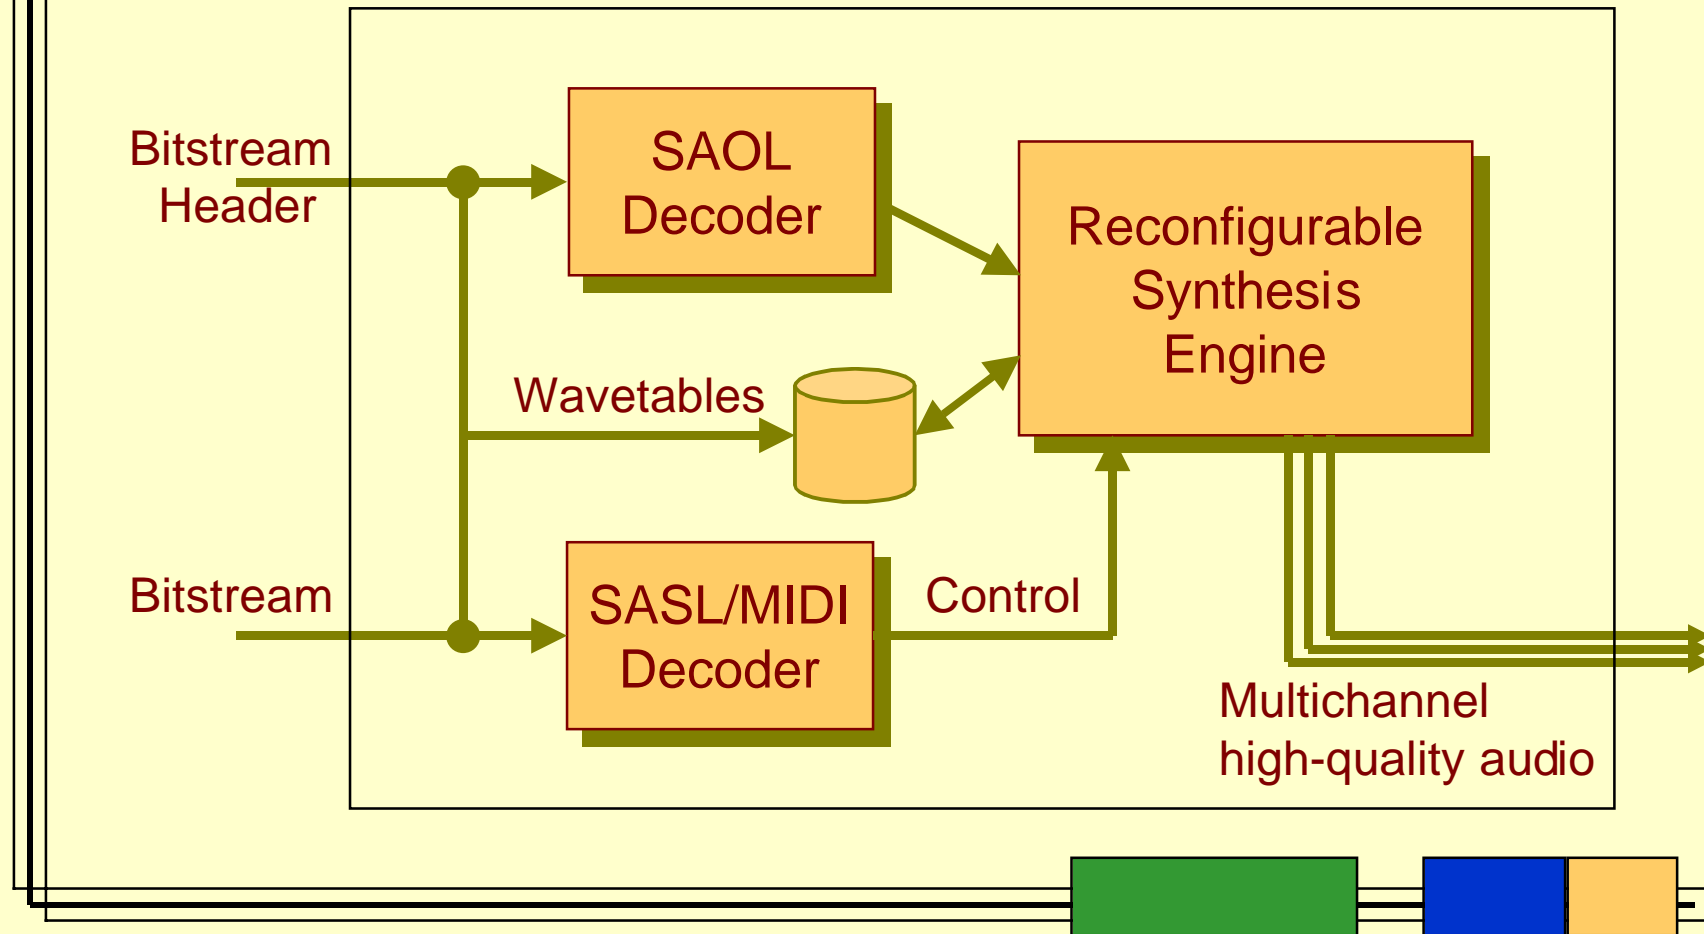 Bitstream
Header
SAOL
Decoder
Reconfigurable
Synthesis
Engine
Wavetables
Bitstream
SASL/MIDI
Decoder
Control
Multichannel
high-quality audio